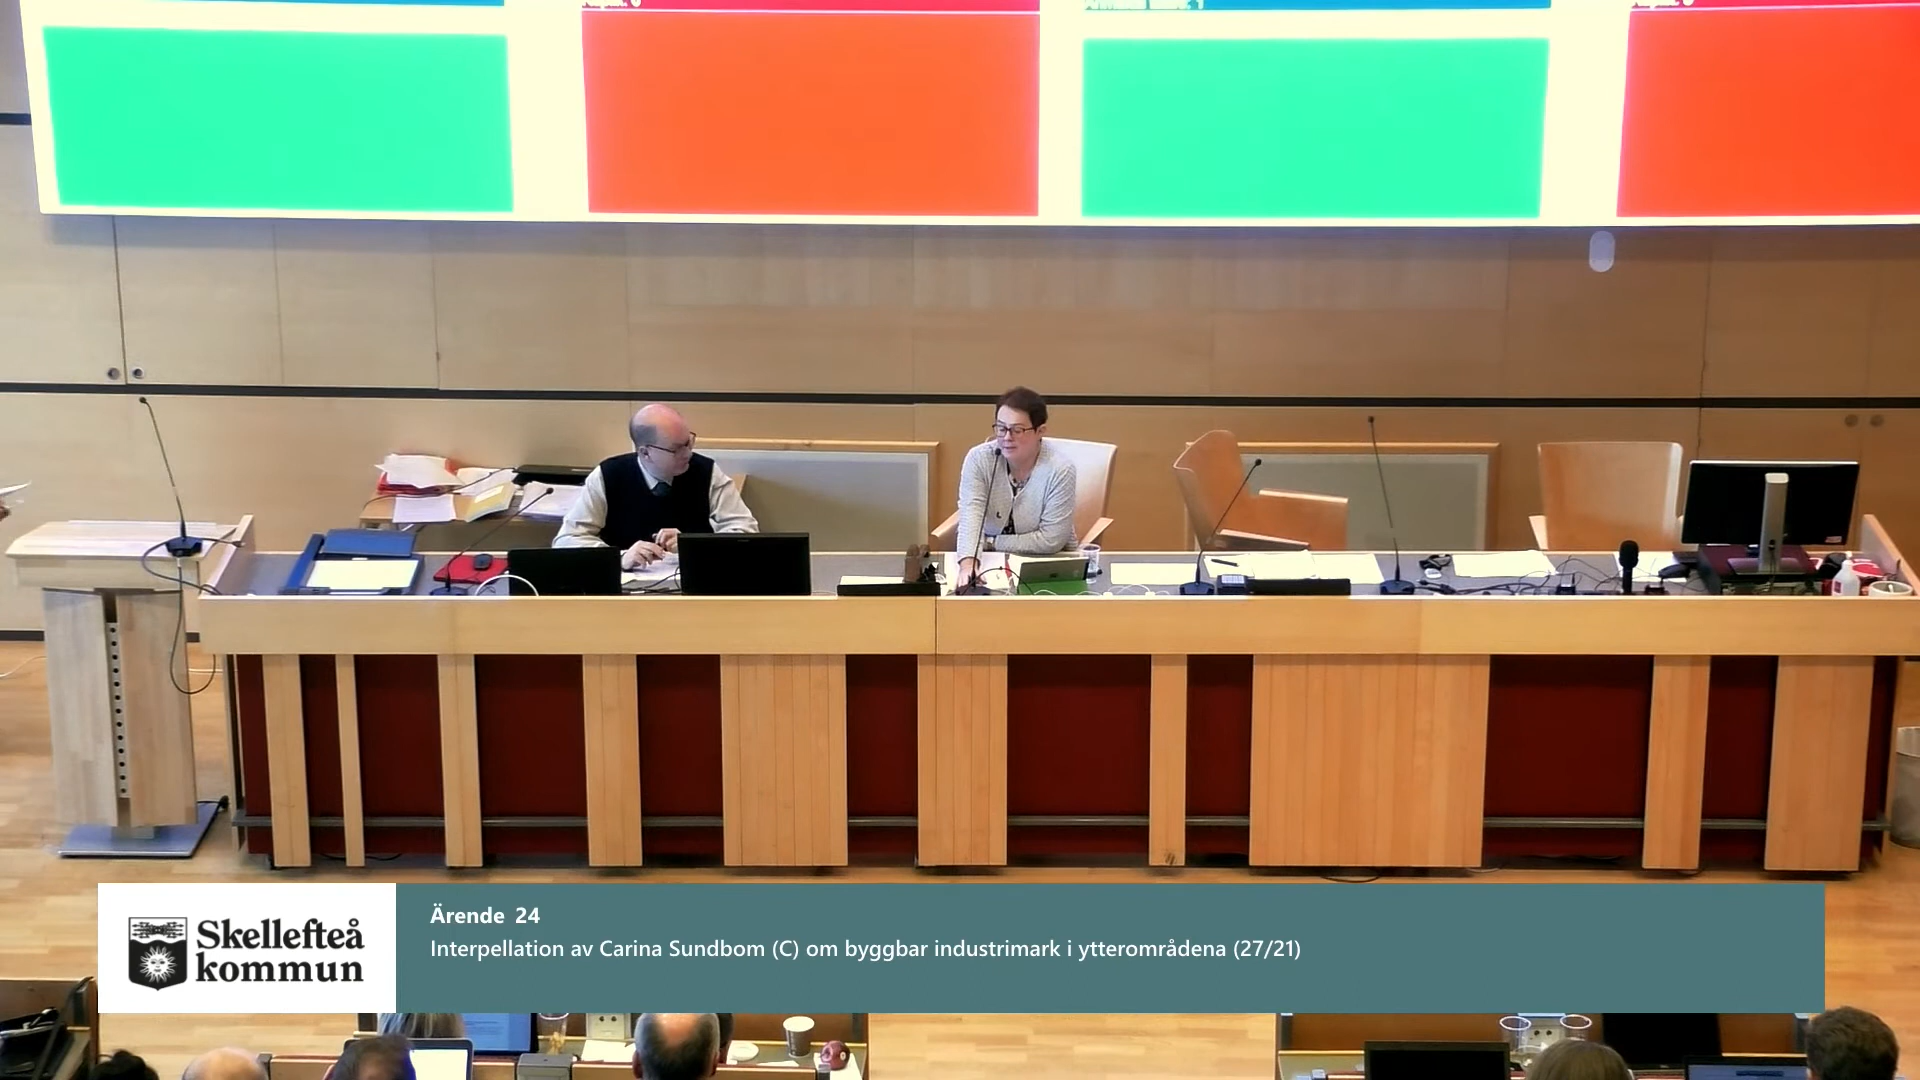 Skellefteå
kommun
Ärende 24
Interpellation av Carina Sundbom (C) om byggbar industrimark i ytterområdena (27/21)